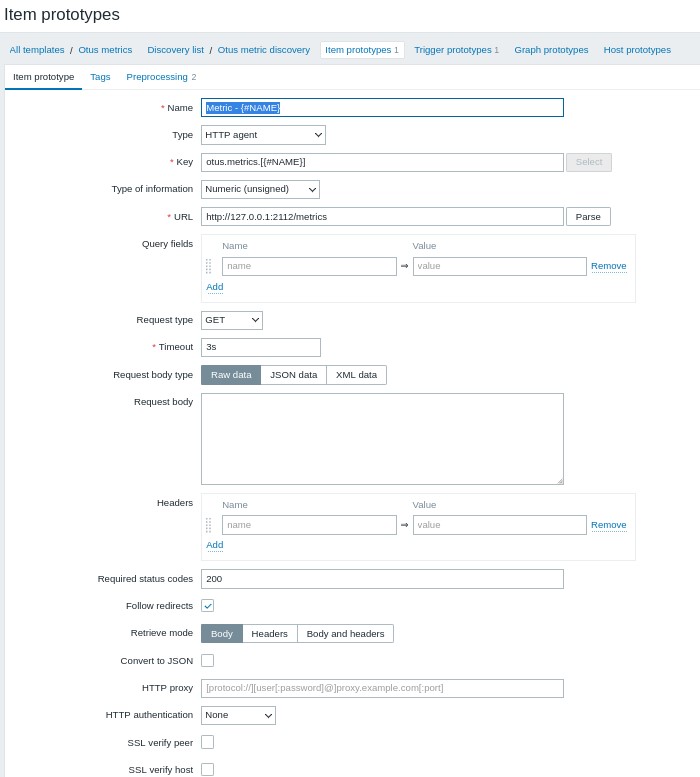 Item prototypes
All templates / Otus metrics Discovery list / Otus metric discovery Item prototypes 1 Trigger prototypes 1 Graph prototypes Host prototypes
Item prototype Tags Preprocessing 2
* Name Metric - {#NAME}
Type HTTP agent
* Key otus.metrics.[{#NAME}] Select
Type of information Numeric (unsigned)
* URL http://127.0.0.1:2112/metrics Parse
Query fields Name Value
name ⇒ value Remove
Add
Request type GET
* Timeout 3s
Request body type Raw data JSON data XML data
Request body
Headers Name Value
name ⇒ value Remove
Add
Required status codes 200
Follow redirects
Retrieve mode Body Headers Body and headers
Convert to JSON
HTTP proxy [protocol://][user[:password]@]proxy.example.com[:port]
HTTP authentication None
SSL verify peer
SSL verify host